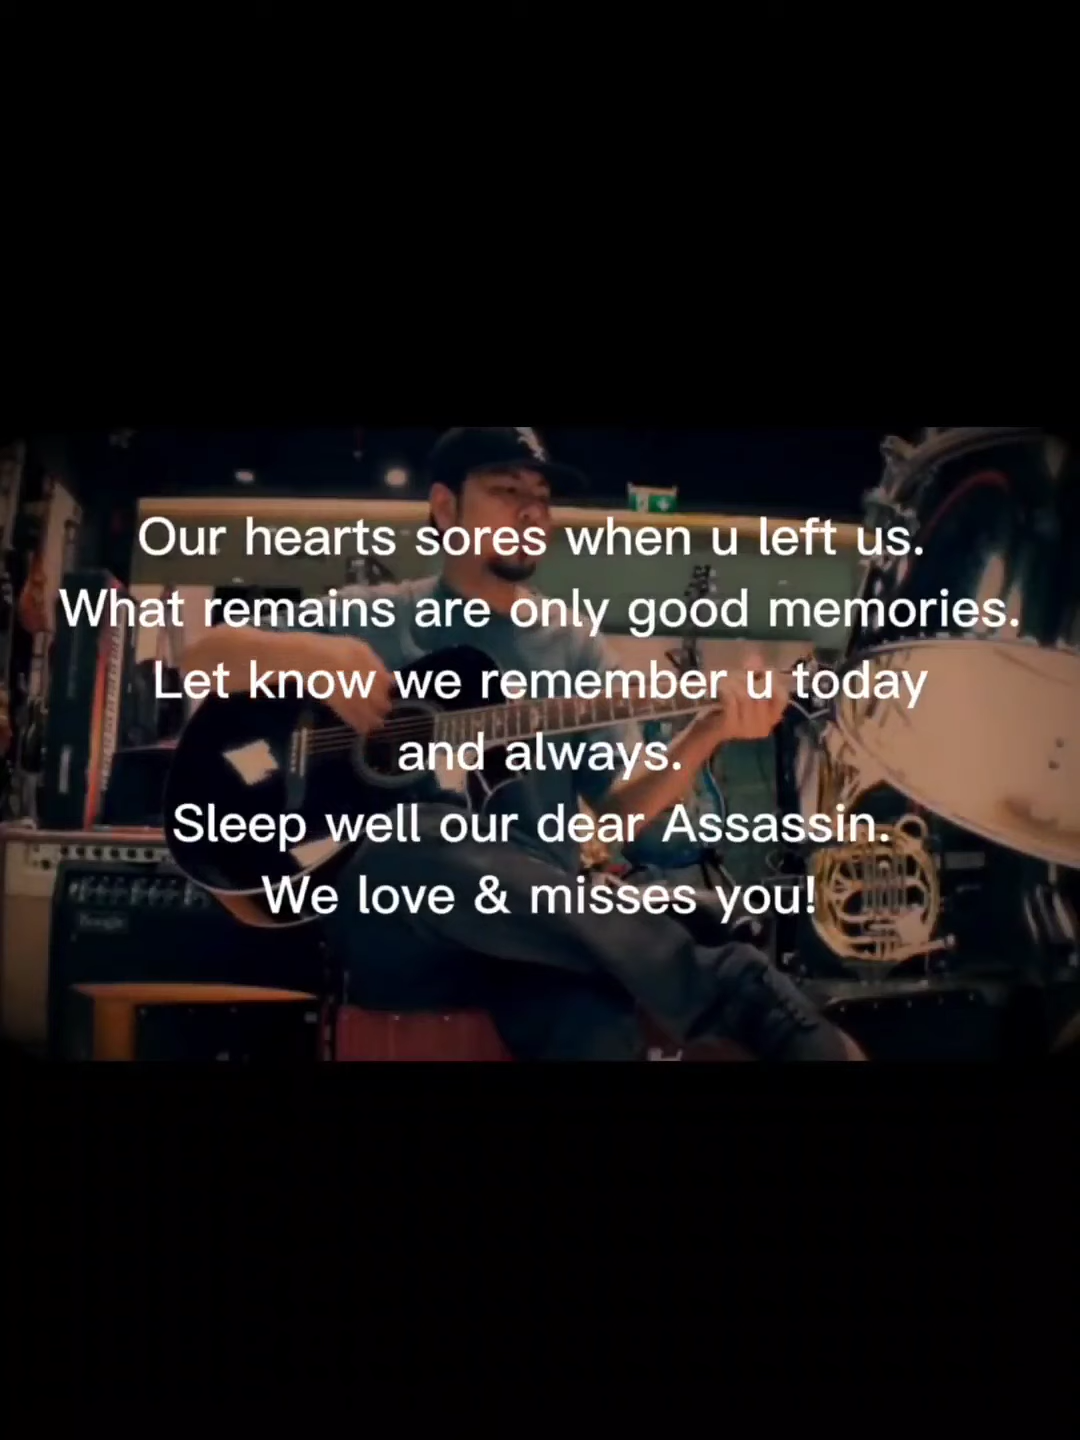 Our hearts sores when u left us.
What remains are only good memories.
Let know we remember u today
and always.
Sleep well our dear Assassin.
We love & misses you!